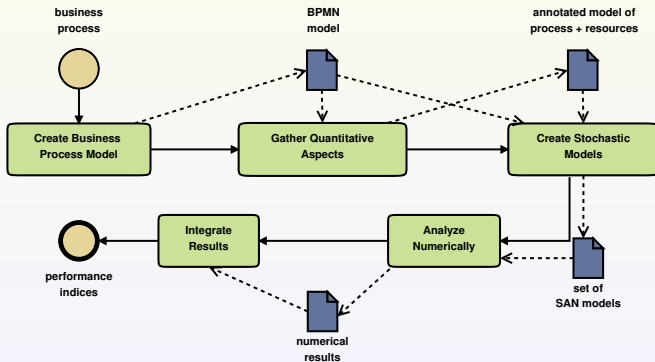 business
process
BPMN
model
annotated model of
process + resources
Create Business
Process Model
Gather Quantitative
Aspects
Create Stochastic
Models
Integrate
Results
Analyze
Numerically
performance
indices
set of
SAN models
numerical
results